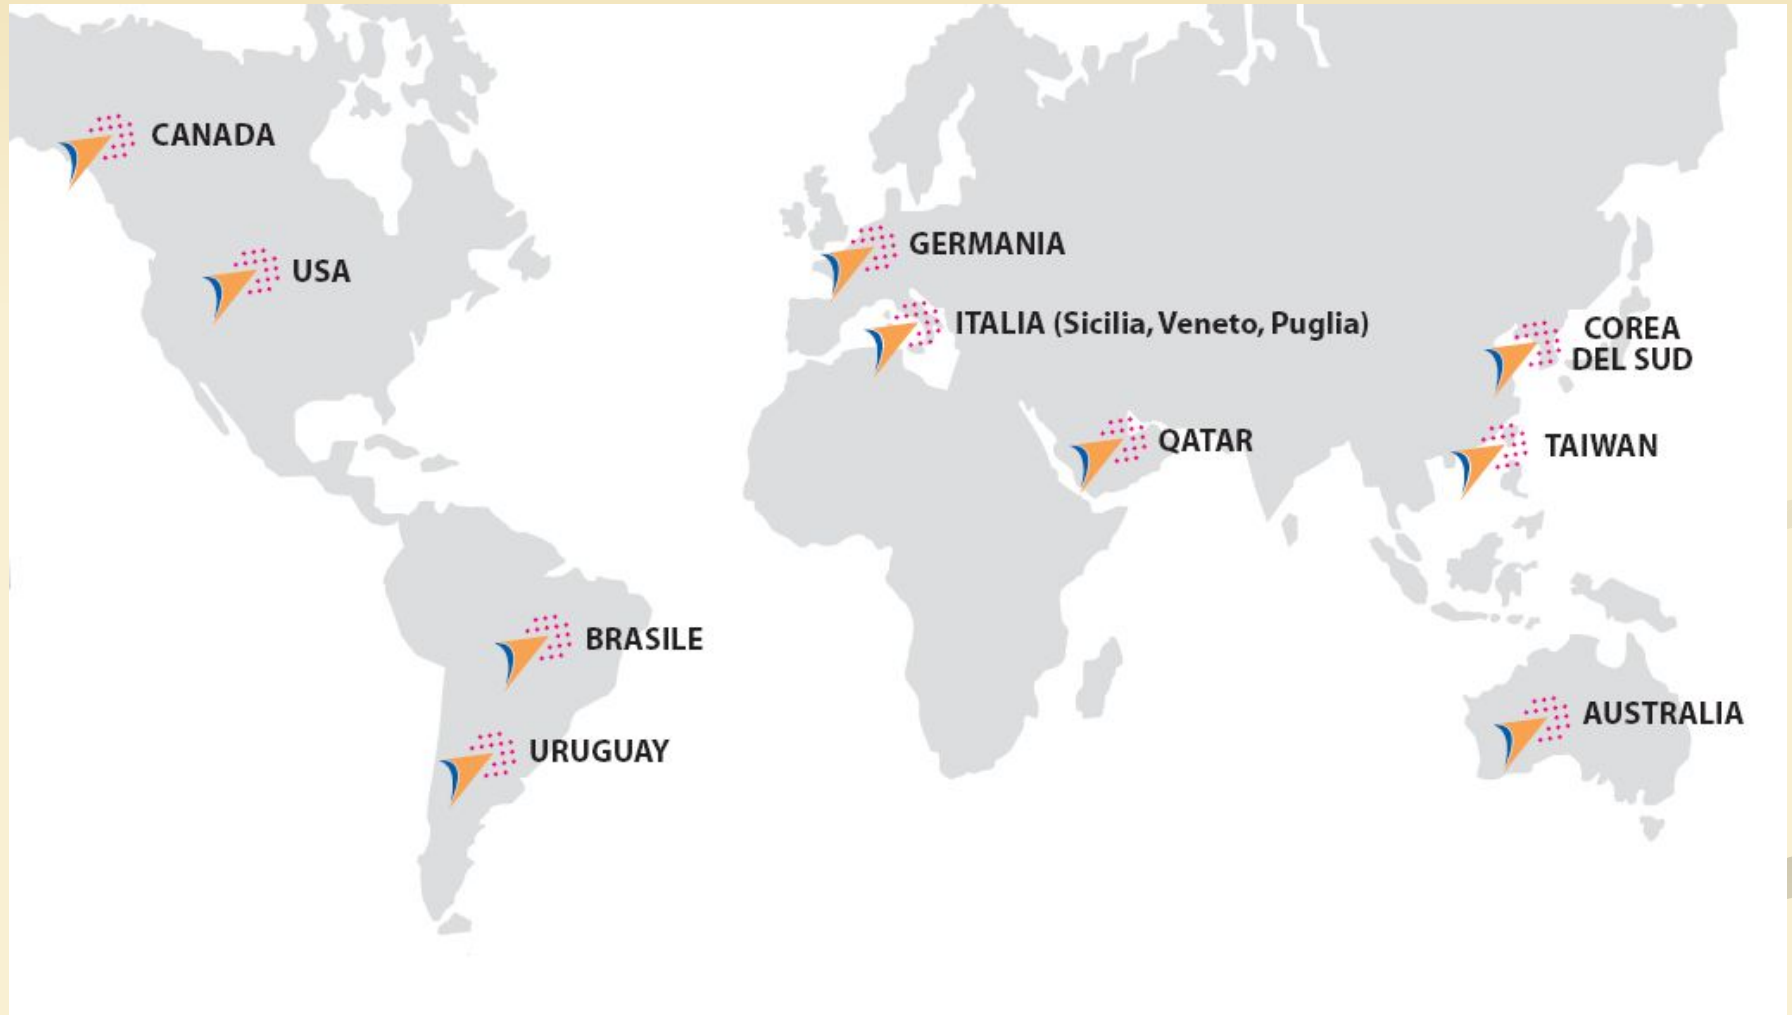 CANADA
USA
GERMANIA
ITALIA (Sicilia, Veneto, Puglia)
COREA
DEL SUD
QATAR
TAIWAN
BRASILE
AUSTRALIA
URUGUAY